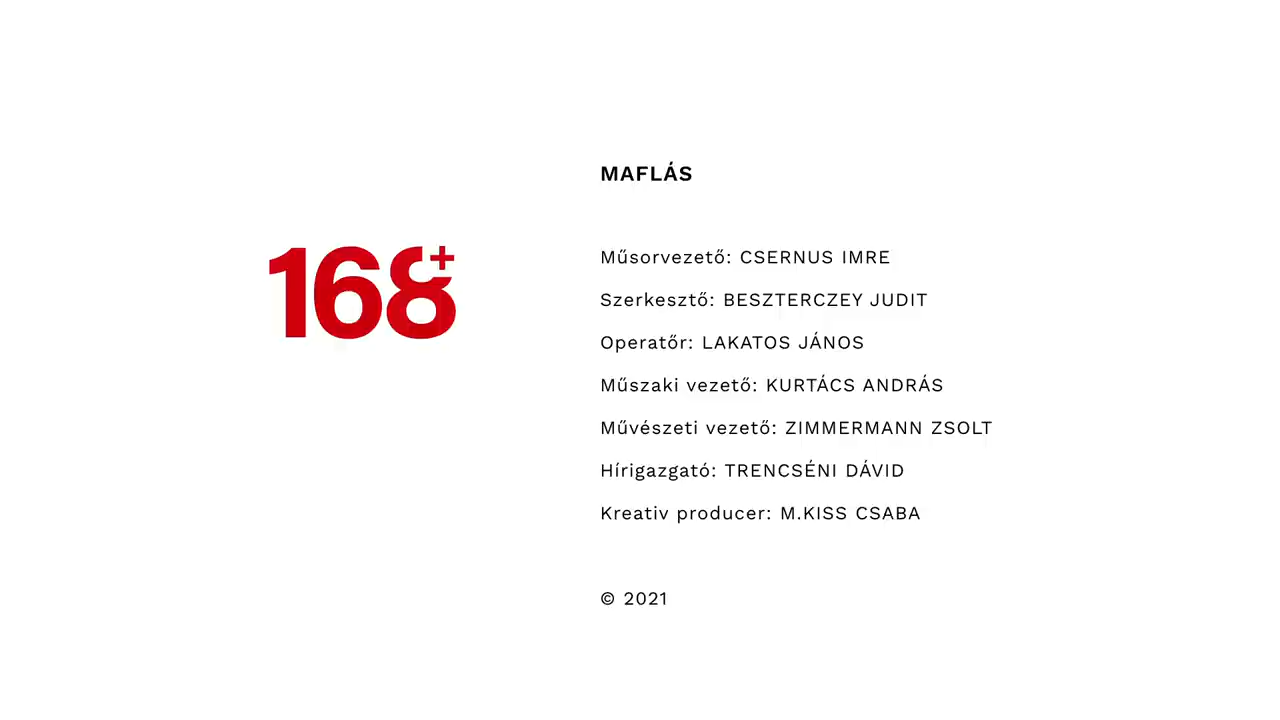 168+
MAFLÁS
Műsorvezető: CSERNUS IMRE
Szerkesztő: BESZTERCZEY JUDIT
Operatőr: LAKATOS JÁNOS
Műszaki vezető: KURTÁCS ANDRÁS
Művészeti vezető: ZIMMERMANN ZSOLT
Hírigazgató: TRENCSÉNI DÁVID
Kreativ producer: M.KISS CSABA
© 2021